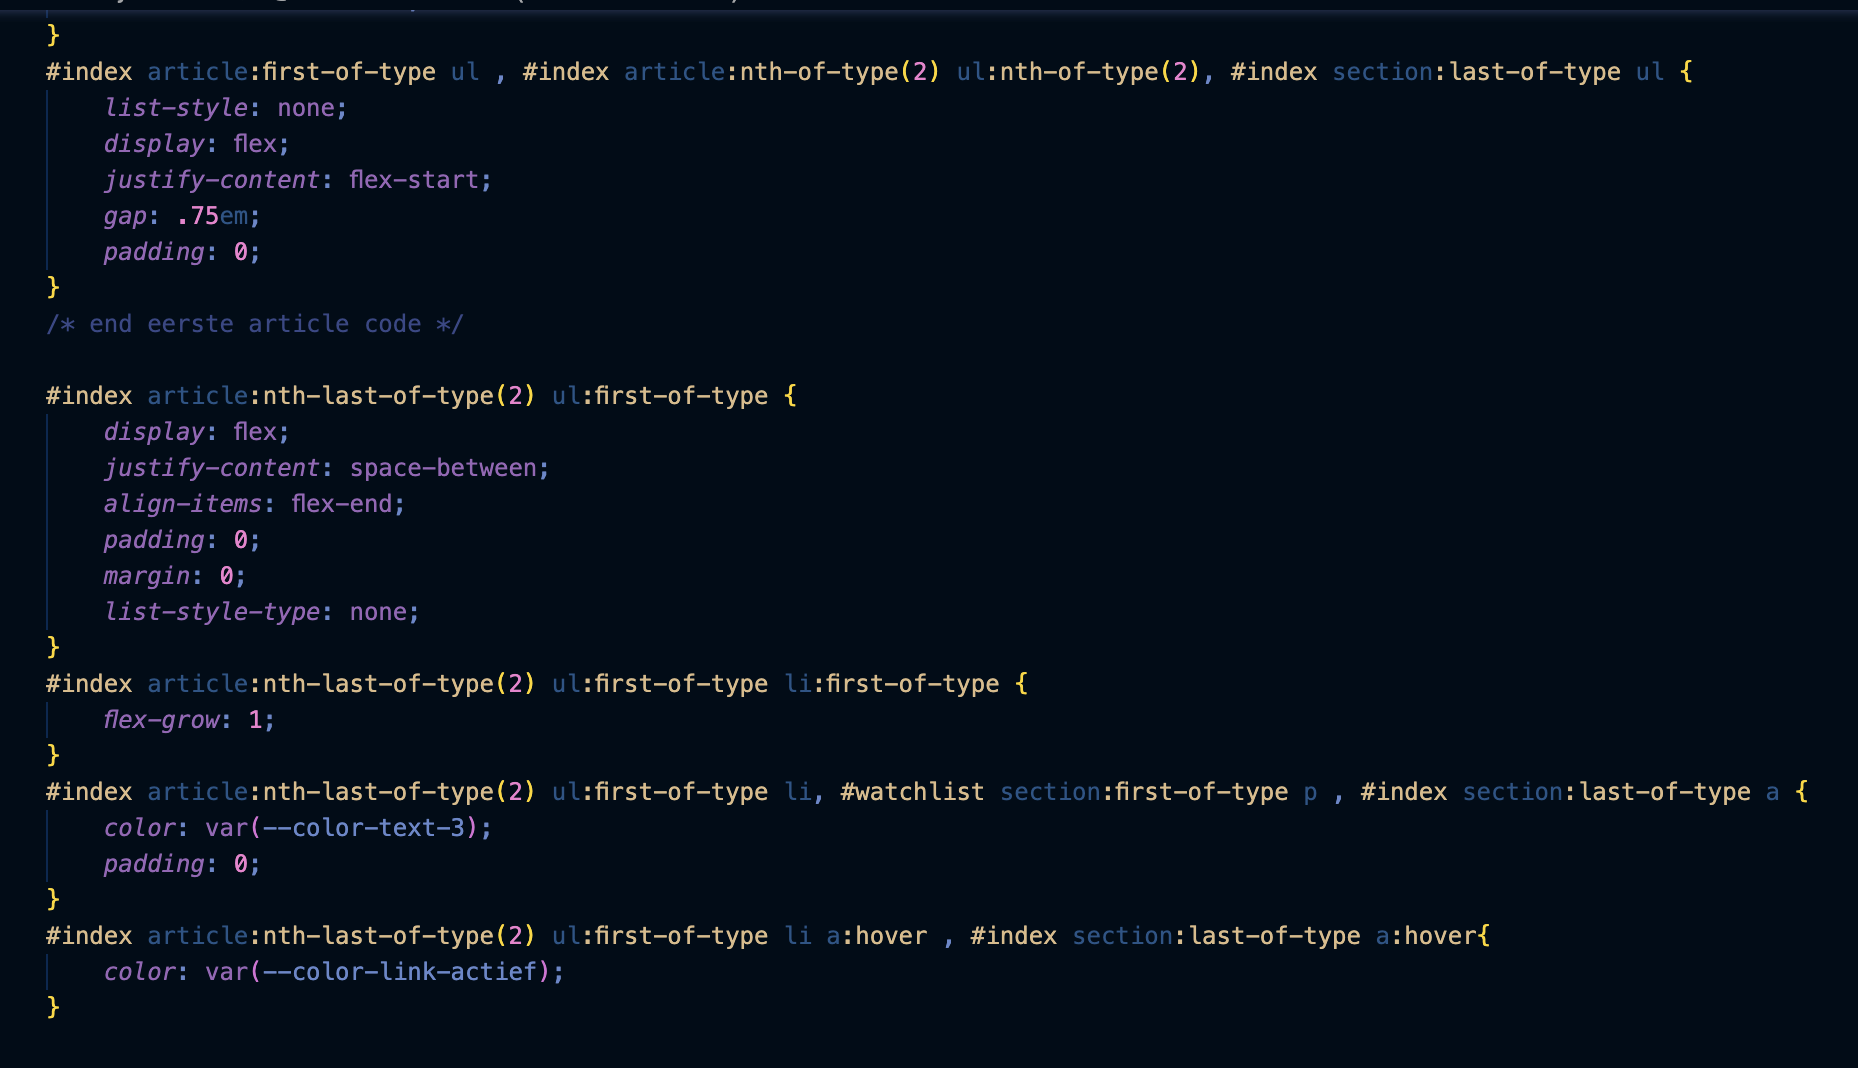 }
#index article:first-of-type ul , #index article:nth-of-type(2) ul:nth-of-type(2), #index section:last-of-type ul {
    list-style: none;
    display: flex;
    justify-content: flex-start;
    gap: .75em;
    padding: 0;
}
/* end eerste article code */

#index article:nth-last-of-type(2) ul:first-of-type {
    display: flex;
    justify-content: space-between;
    align-items: flex-end;
    padding: 0;
    margin: 0;
    list-style-type: none;
}
#index article:nth-last-of-type(2) ul:first-of-type li:first-of-type {
    flex-grow: 1;
}
#index article:nth-last-of-type(2) ul:first-of-type li, #watchlist section:first-of-type p , #index section:last-of-type a {
    color: var(--color-text-3);
    padding: 0;
}
#index article:nth-last-of-type(2) ul:first-of-type li a:hover , #index section:last-of-type a:hover{
    color: var(--color-link-actief);
}